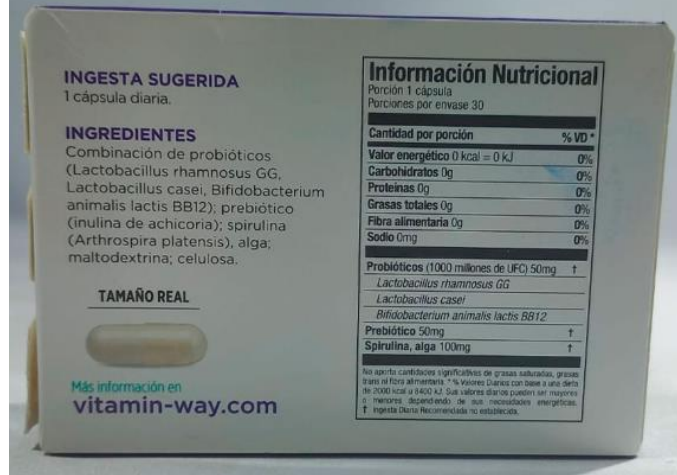 INGESTA SUGERIDA
1 cápsula diaria.
INGREDIENTES
Combinación de probióticos
(Lactobacillus rhamnosus GG,
Lactobacillus casei, Bifidobacterium
animalis lactis BB12); prebiótico
(inulina de achicoria); spirulina
(Arthrospira platensis), alga;
maltodextrina; celulosa.
TAMAÑO REAL
Más información en
vitamin-way.com
Información Nutricional
Porción 1 cápsula
Porciones por envase 30
Cantidad por porción % VD *
Valor energético 0 kcal = 0 kJ 0%
Carbohidratos 0g 0%
Proteínas 0g 0%
Grasas totales 0g 0%
Fibra alimentaria 0g 0%
Sodio 0mg 0%
Probióticos (1000 millones de UFC) 50mg †
Lactobacillus rhamnosus GG
Lactobacillus casei
Bifidobacterium animalis lactis BB12
Prebiótico 50mg †
Spirulina, alga 100mg †
No aporta cantidades significativas de grasas saturadas, grasas
trans ni fibra alimentaria. * % Valores Diarios con base a una dieta
de 2000 kcal u 8400 kJ. Sus valores diarios pueden ser mayores
o menores dependiendo de sus necesidades energéticas.
† Ingesta Diaria Recomendada no establecida.